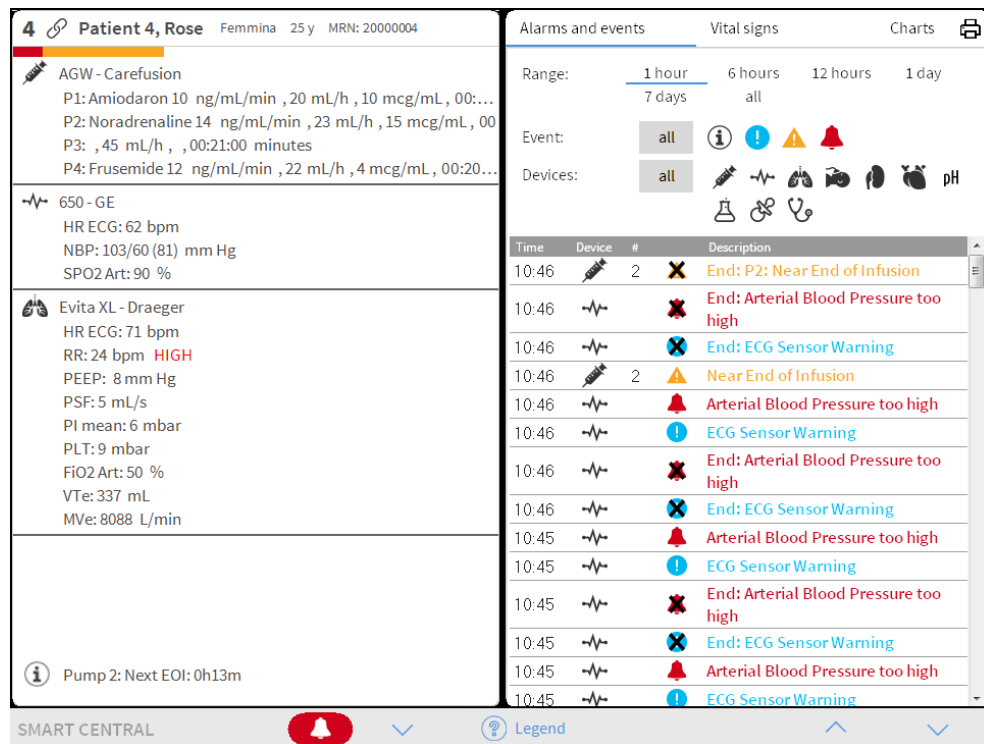 4 Patient 4, Rose Femmina 25 y MRN: 20000004
AGW - Carefusion
P1: Amiodaron 10 ng/mL/min , 20 mL/h , 10 mcg/mL , 00:...
P2: Noradrenaline 14 ng/mL/min , 23 mL/h , 15 mcg/mL , 00
P3: , 45 mL/h , , 00:21:00 minutes
P4: Frusemide 12 ng/mL/min , 22 mL/h , 4 mcg/mL , 00:20...
650 - GE
HR ECG: 62 bpm
NBP: 103/60 (81) mm Hg
SPO2 Art: 90 %
Evita XL - Draeger
HR ECG: 71 bpm
RR: 24 bpm HIGH
PEEP: 8 mm Hg
PSF: 5 mL/s
PI mean: 6 mbar
PLT: 9 mbar
FiO2 Art: 50 %
VTe: 337 mL
MVe: 8088 L/min
i Pump 2: Next EOI: 0h13m
Alarms and events Vital signs Charts
Range: 1 hour 6 hours 12 hours 1 day
7 days all
Event: all i ! !
Devices: all pH
Time Device # Description
10:46 2 End: P2: Near End of Infusion
10:46 End: Arterial Blood Pressure too
high
10:46 End: ECG Sensor Warning
10:46 2 Near End of Infusion
10:46 Arterial Blood Pressure too high
10:46 ! ECG Sensor Warning
10:46 End: Arterial Blood Pressure too
high
10:46 End: ECG Sensor Warning
10:45 Arterial Blood Pressure too high
10:45 ! ECG Sensor Warning
10:45 End: Arterial Blood Pressure too
high
10:45 End: ECG Sensor Warning
10:45 Arterial Blood Pressure too high
10:45 ECG Sensor Warning
SMART CENTRAL ? Legend